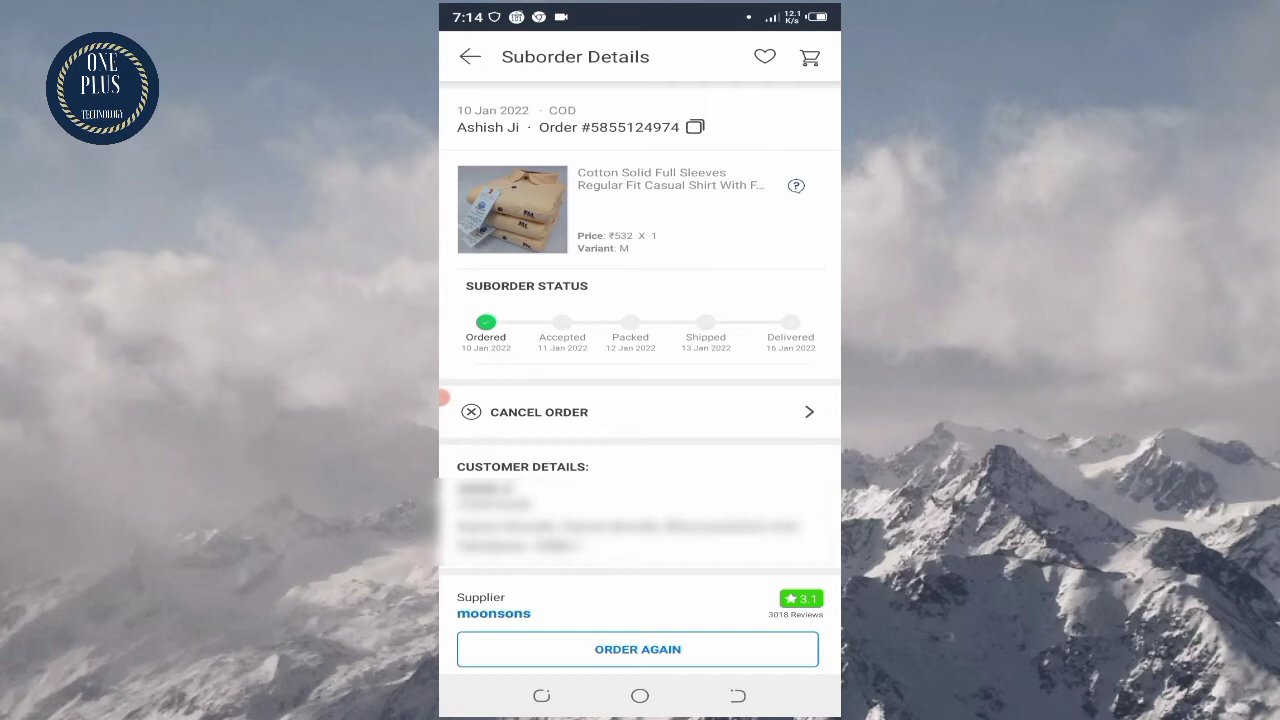 ONE
PLUS
TECHNOLOGY
7:14
12.1
K/s
Suborder Details
10 Jan 2022 · COD
Ashish Ji · Order #5855124974
Cotton Solid Full Sleeves
Regular Fit Casual Shirt With F...
Price: ₹532 X 1
Variant: M
SUBORDER STATUS
Ordered Accepted Packed Shipped Delivered
10 Jan 2022 11 Jan 2022 12 Jan 2022 13 Jan 2022 16 Jan 2022
CANCEL ORDER
CUSTOMER DETAILS:
Supplier
moonsons
3.1
3018 Reviews
ORDER AGAIN